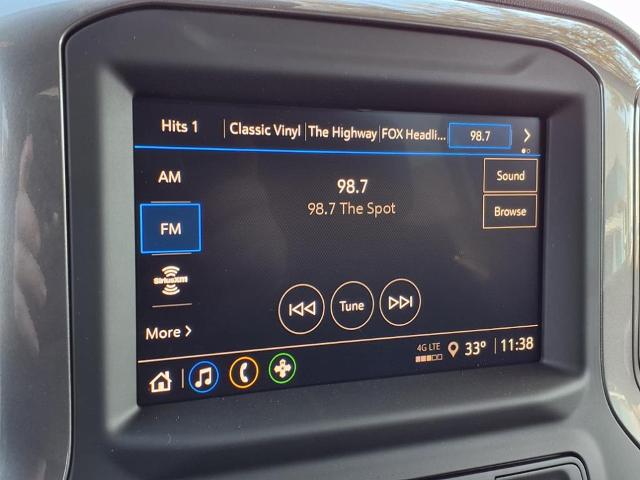 Hits 1 Classic Vinyl The Highway FOX Headli... 98.7
AM
98.7
Sound
98.7 The Spot
FM
Browse
SiriusXM
Tune
More
4G LTE 33° 11:38